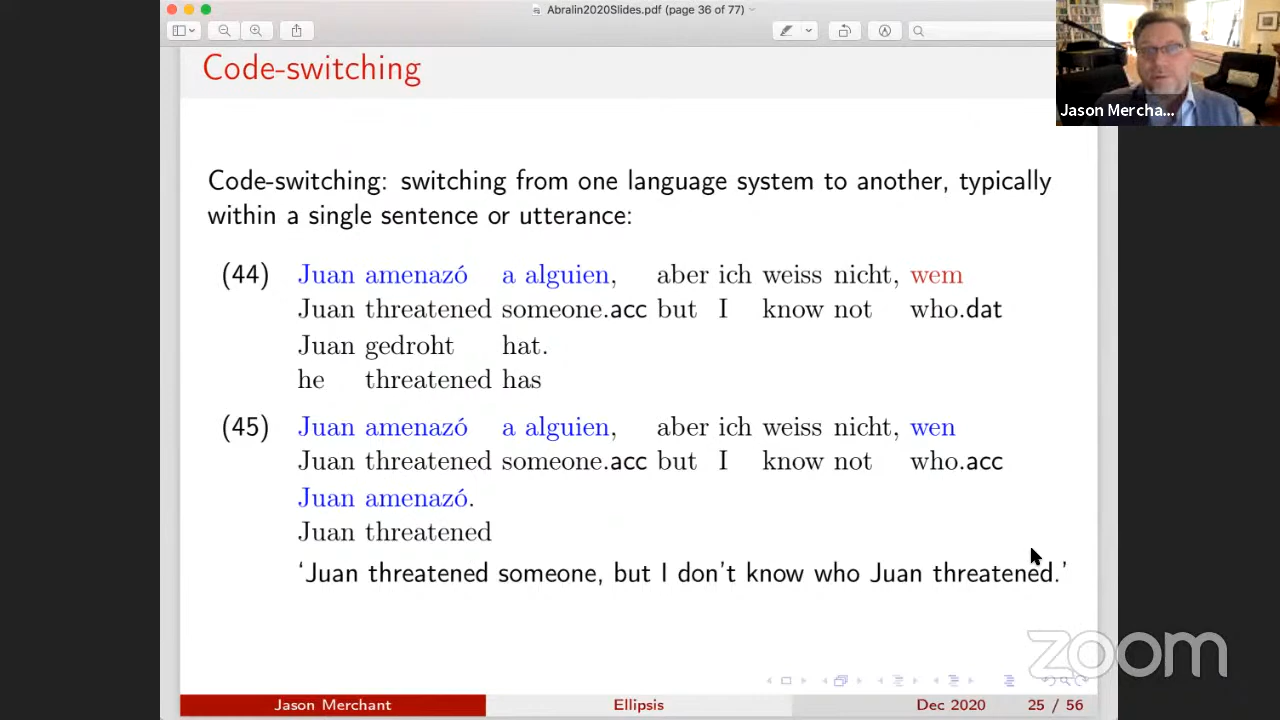 Abralin2020Slides.pdf (page 36 of 77)
Code-switching
Jason Mercha...
Code-switching: switching from one language system to another, typically
within a single sentence or utterance:
(44) Juan amenazó a alguien, aber ich weiss nicht, wem
Juan threatened someone.acc but I know not who.dat
Juan gedroht hat.
he threatened has
(45) Juan amenazó a alguien, aber ich weiss nicht, wen
Juan threatened someone.acc but I know not who.acc
Juan amenazó.
Juan threatened
‘Juan threatened someone, but I don't know who Juan threatened.’
zoom
Jason Merchant Ellipsis Dec 2020 25 / 56